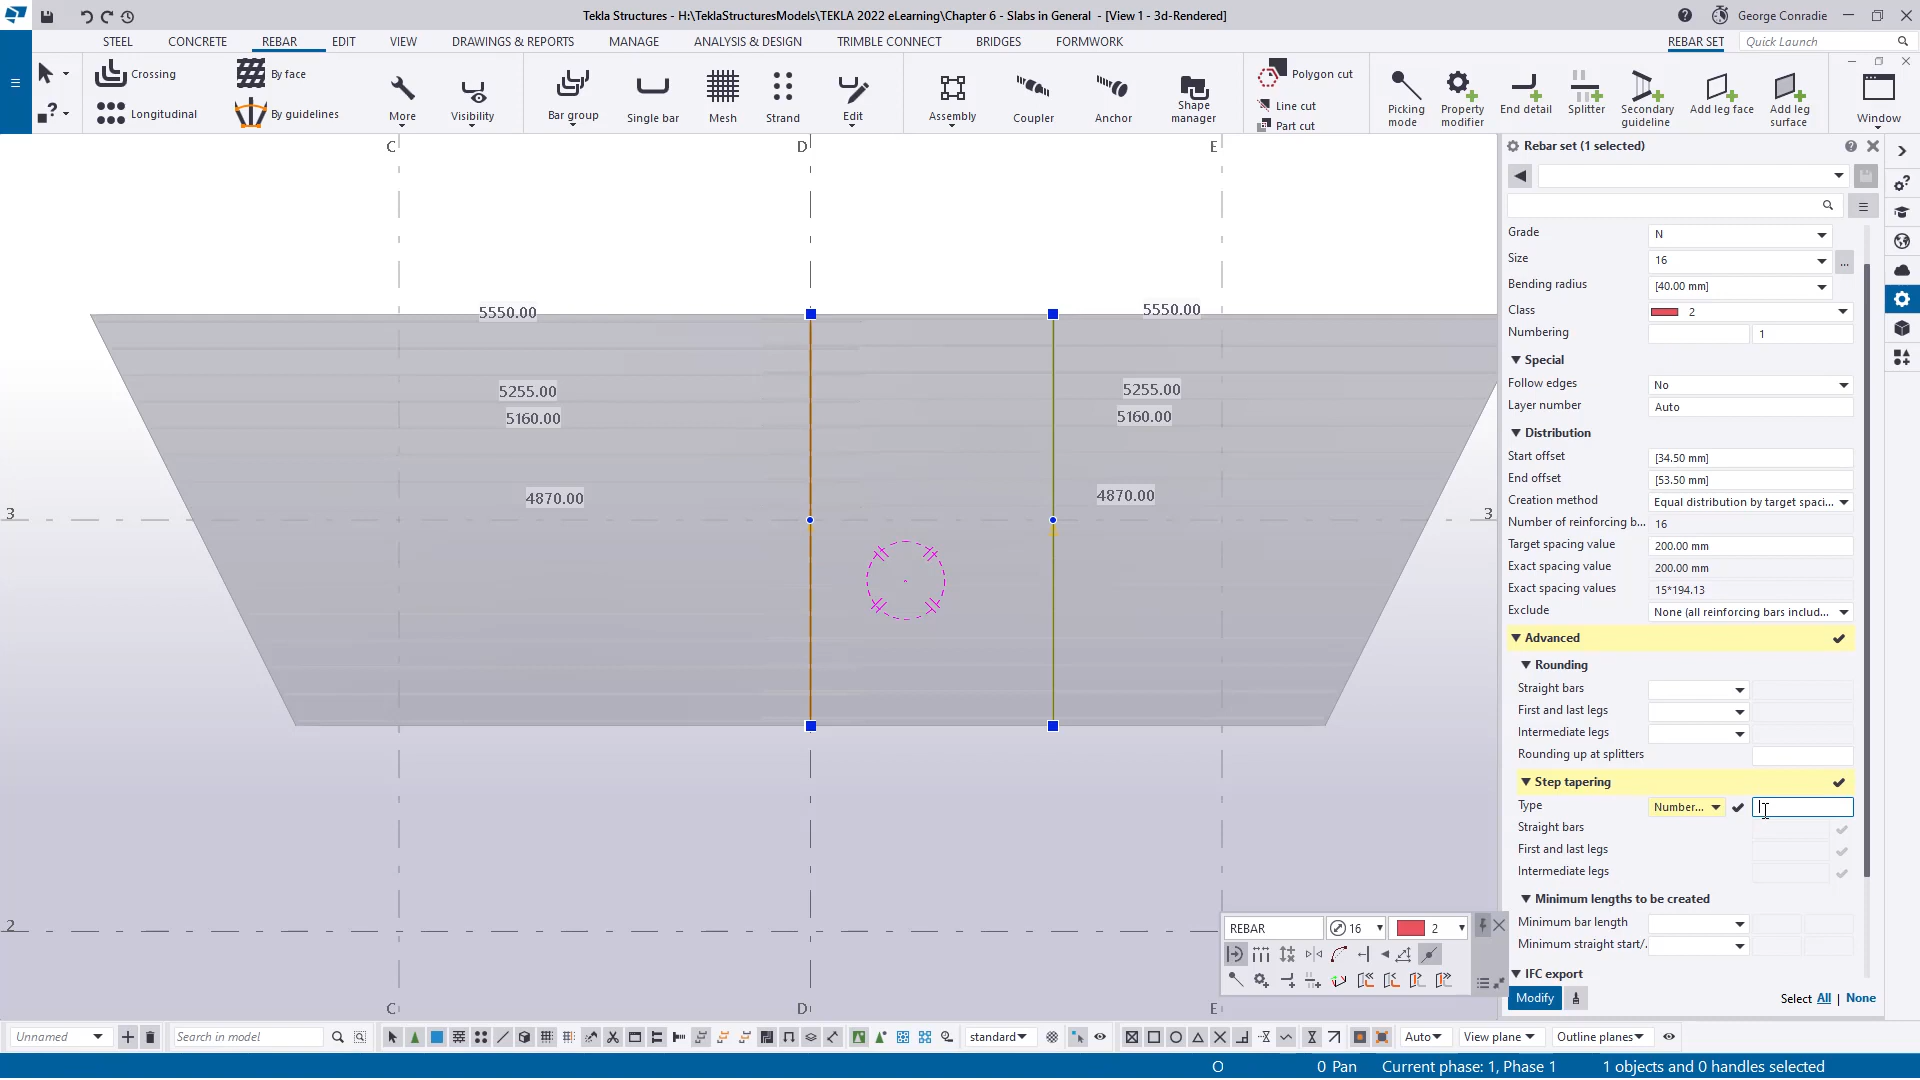 Tekla Structures - H:\TeklaStructuresModels\TEKLA 2022 eLearning\Chapter 6 - Slabs in General - [View 1 - 3d-Rendered]
George Conradie
STEEL CONCRETE REBAR EDIT VIEW DRAWINGS & REPORTS MANAGE ANALYSIS & DESIGN TRIMBLE CONNECT BRIDGES FORMWORK REBAR SET Quick Launch
Crossing
By face
Longitudinal
By guidelines
More
Visibility
Bar group
Single bar
Mesh
Strand
Edit
Assembly
Coupler
Anchor
Shape manager
Polygon cut
Line cut
Part cut
Picking mode
Property modifier
End detail
Splitter
Secondary guideline
Add leg face
Add leg surface
Window
C D E
Rebar set (1 selected)
Grade N
Size 16 ...
Bending radius [40.00 mm]
Class 2
Numbering 1
Special
Follow edges No
Layer number Auto
Distribution
Start offset [34.50 mm]
End offset [53.50 mm]
Creation method Equal distribution by target spaci...
Number of reinforcing b... 16
Target spacing value 200.00 mm
Exact spacing value 200.00 mm
Exact spacing values 15*194.13
Exclude None (all reinforcing bars includ...
Advanced
Rounding
Straight bars
First and last legs
Intermediate legs
Rounding up at splitters
Step tapering
Type Number...
Straight bars
First and last legs
Intermediate legs
Minimum lengths to be created
Minimum bar length
Minimum straight start/.
IFC export
Modify Select All | None
5550.00 5550.00
5255.00 5255.00
5160.00 5160.00
4870.00 4870.00
3 3
2
REBAR 16 2
C D E
Unnamed Search in model standard Auto View plane Outline planes
O 0 Pan Current phase: 1, Phase 1 1 objects and 0 handles selected